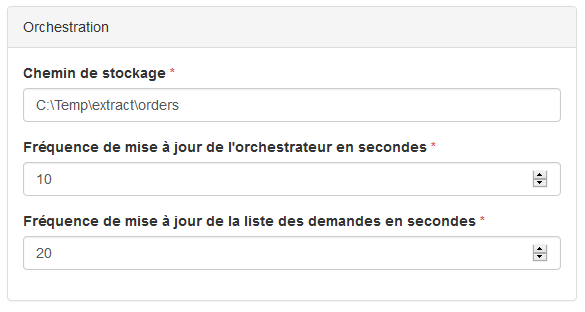 Orchestration
Chemin de stockage *
C:\Temp\extract\orders
Fréquence de mise à jour de l'orchestrateur en secondes *
10
Fréquence de mise à jour de la liste des demandes en secondes *
20